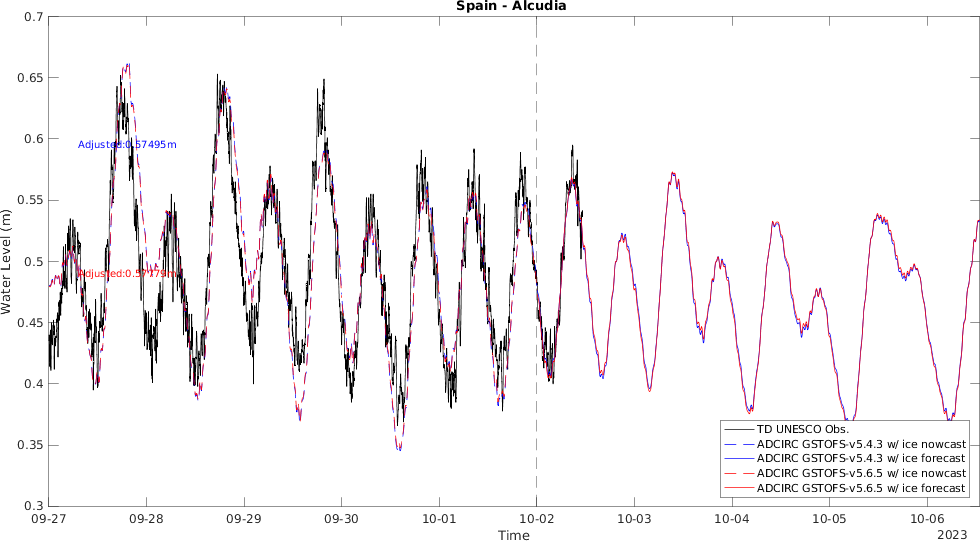 Spain - Alcudia
0.7
0.65
0.6
0.55
0.5
0.45
0.4
0.35
0.3
Water Level (m)
Adjusted:0.57495m
Adjusted:0.57179m
TD UNESCO Obs.
ADCIRC GSTOFS-v5.4.3 w/ ice nowcast
ADCIRC GSTOFS-v5.4.3 w/ ice forecast
ADCIRC GSTOFS-v5.6.5 w/ ice nowcast
ADCIRC GSTOFS-v5.6.5 w/ ice forecast
09-27 09-28 09-29 09-30 10-01 10-02 10-03 10-04 10-05 10-06
Time
2023